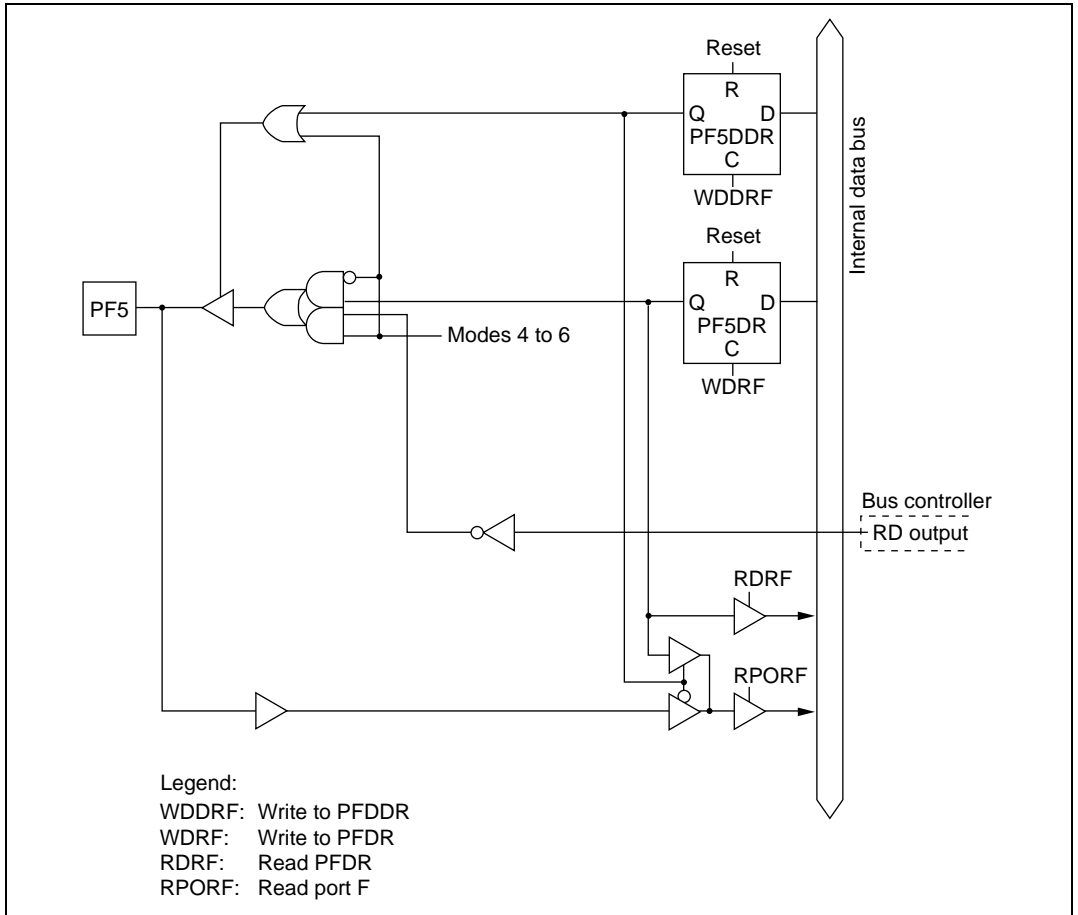 Reset
R
Q D
PF5DDR
C
WDDRF
Reset
R
Q D
PF5DR
C
WDRF
Internal data bus
PF5
Modes 4 to 6
Bus controller
RD output
RDRF
RPORF
Legend:
WDDRF: Write to PFDDR
WDRF: Write to PFDR
RDRF: Read PFDR
RPORF: Read port F